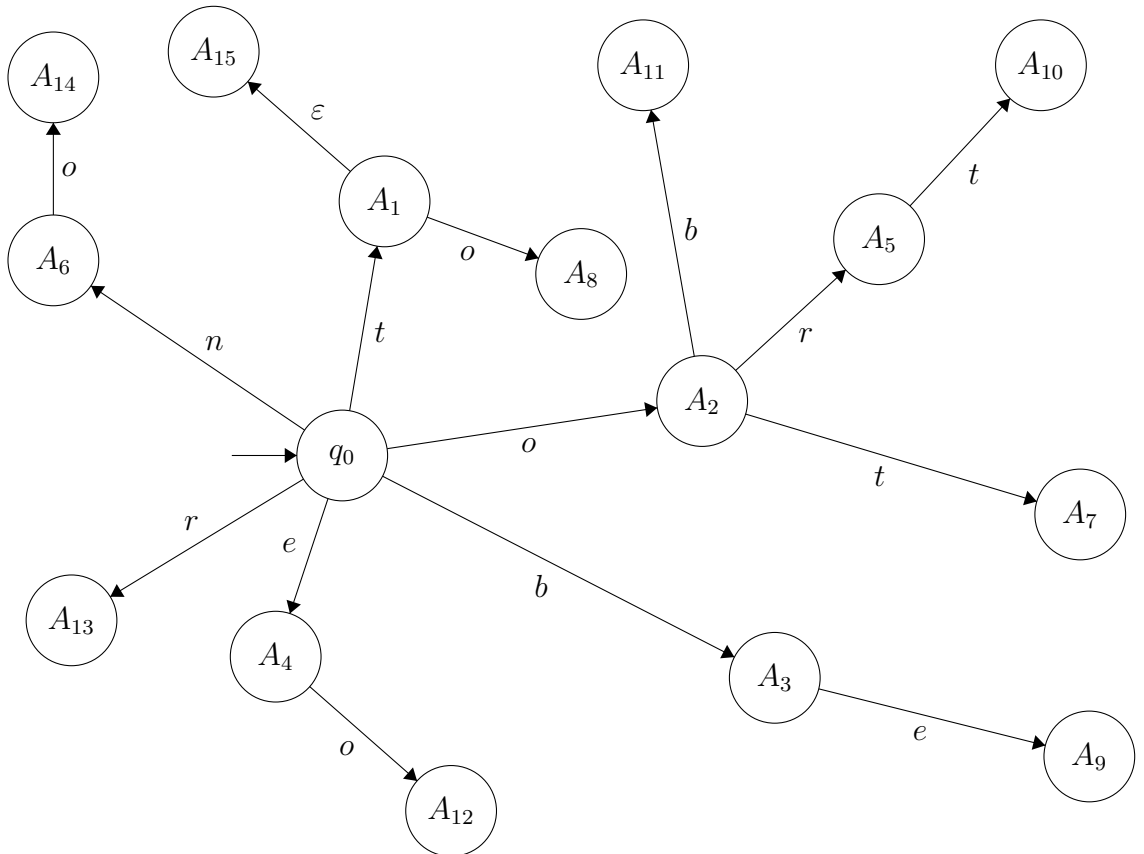 A₁₅
A₁₁
A₁₀
A₁₄
ε
o
t
A₁
b
A₅
o
A₆
A₈
n
t
r
A₂
o
q₀
t
A₇
r
e
b
A₁₃
A₄
A₃
e
o
A₉
A₁₂